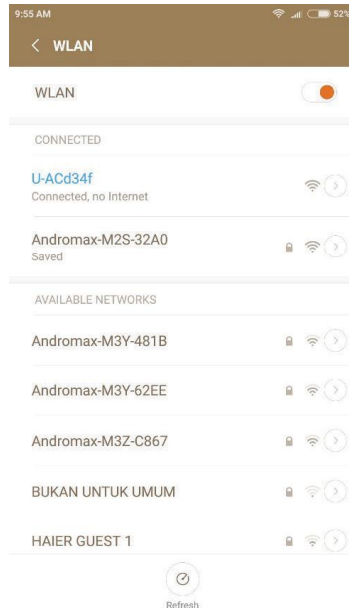 9:55 AM 52%
WLAN
WLAN
CONNECTED
U-ACd34f
Connected, no Internet
Andromax-M2S-32A0
Saved
AVAILABLE NETWORKS
Andromax-M3Y-481B
Andromax-M3Y-62EE
Andromax-M3Z-C867
BUKAN UNTUK UMUM
HAIER GUEST 1
Refresh